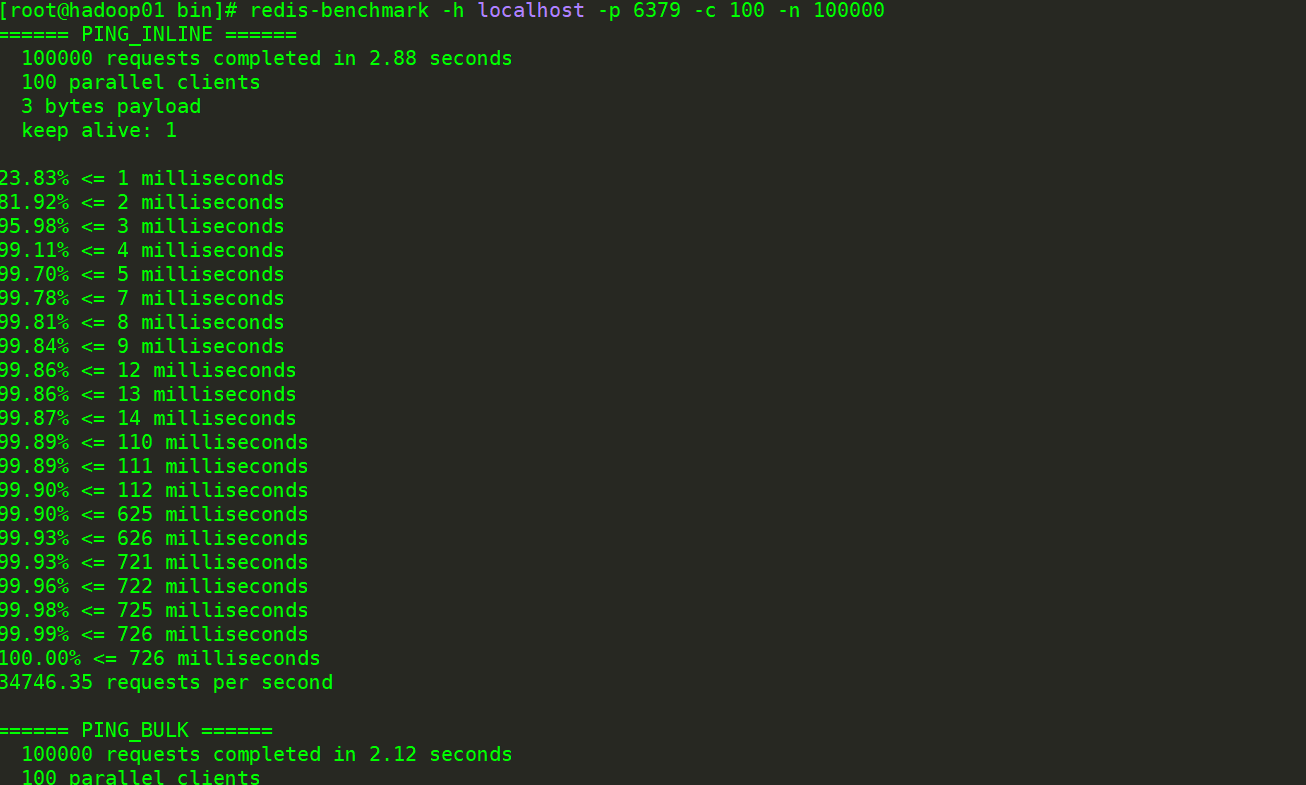 [root@hadoop01 bin]# redis-benchmark -h localhost -p 6379 -c 100 -n 100000
====== PING_INLINE ======
100000 requests completed in 2.88 seconds
100 parallel clients
3 bytes payload
keep alive: 1
23.83% <= 1 milliseconds
81.92% <= 2 milliseconds
95.98% <= 3 milliseconds
99.11% <= 4 milliseconds
99.70% <= 5 milliseconds
99.78% <= 7 milliseconds
99.81% <= 8 milliseconds
99.84% <= 9 milliseconds
99.86% <= 12 milliseconds
99.86% <= 13 milliseconds
99.87% <= 14 milliseconds
99.89% <= 110 milliseconds
99.89% <= 111 milliseconds
99.90% <= 112 milliseconds
99.90% <= 625 milliseconds
99.93% <= 626 milliseconds
99.93% <= 721 milliseconds
99.96% <= 722 milliseconds
99.98% <= 725 milliseconds
99.99% <= 726 milliseconds
100.00% <= 726 milliseconds
34746.35 requests per second
====== PING_BULK ======
100000 requests completed in 2.12 seconds
100 parallel clients